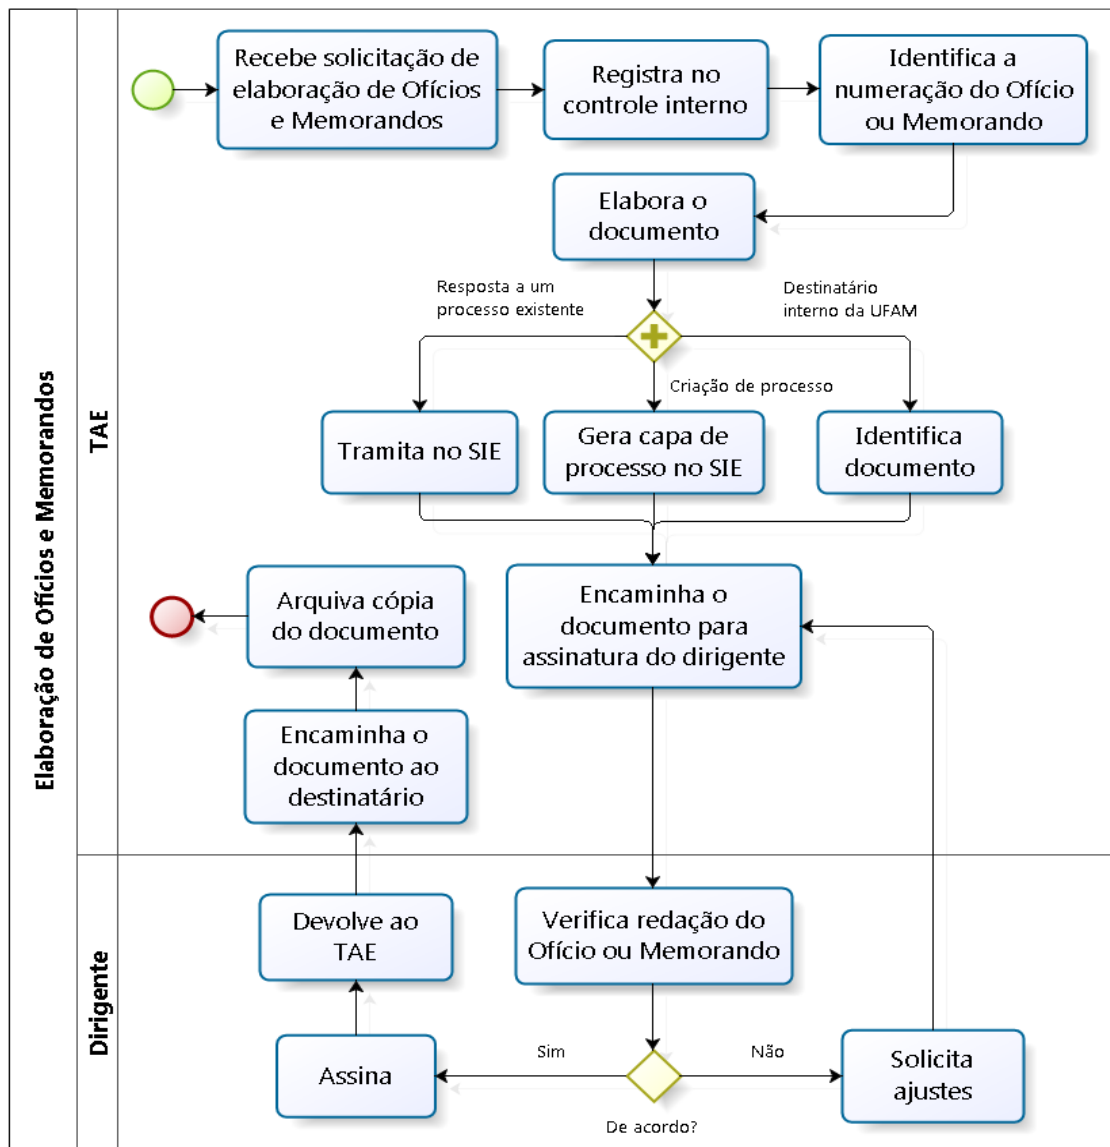 Elaboração de Ofícios e Memorandos
TAE
Recebe solicitação de
elaboração de Ofícios
e Memorandos
Registra no
controle interno
Identifica a
numeração do Ofício
ou Memorando
Elabora o
documento
Resposta a um
processo existente
Destinatário
interno da UFAM
Criação de processo
Tramita no SIE
Gera capa de
processo no SIE
Identifica
documento
Encaminha o
documento para
assinatura do dirigente
Arquiva cópia
do documento
Encaminha o
documento ao
destinatário
Dirigente
Devolve ao
TAE
Verifica redação do
Ofício ou Memorando
Assina
Sim
Não
Solicita
ajustes
De acordo?